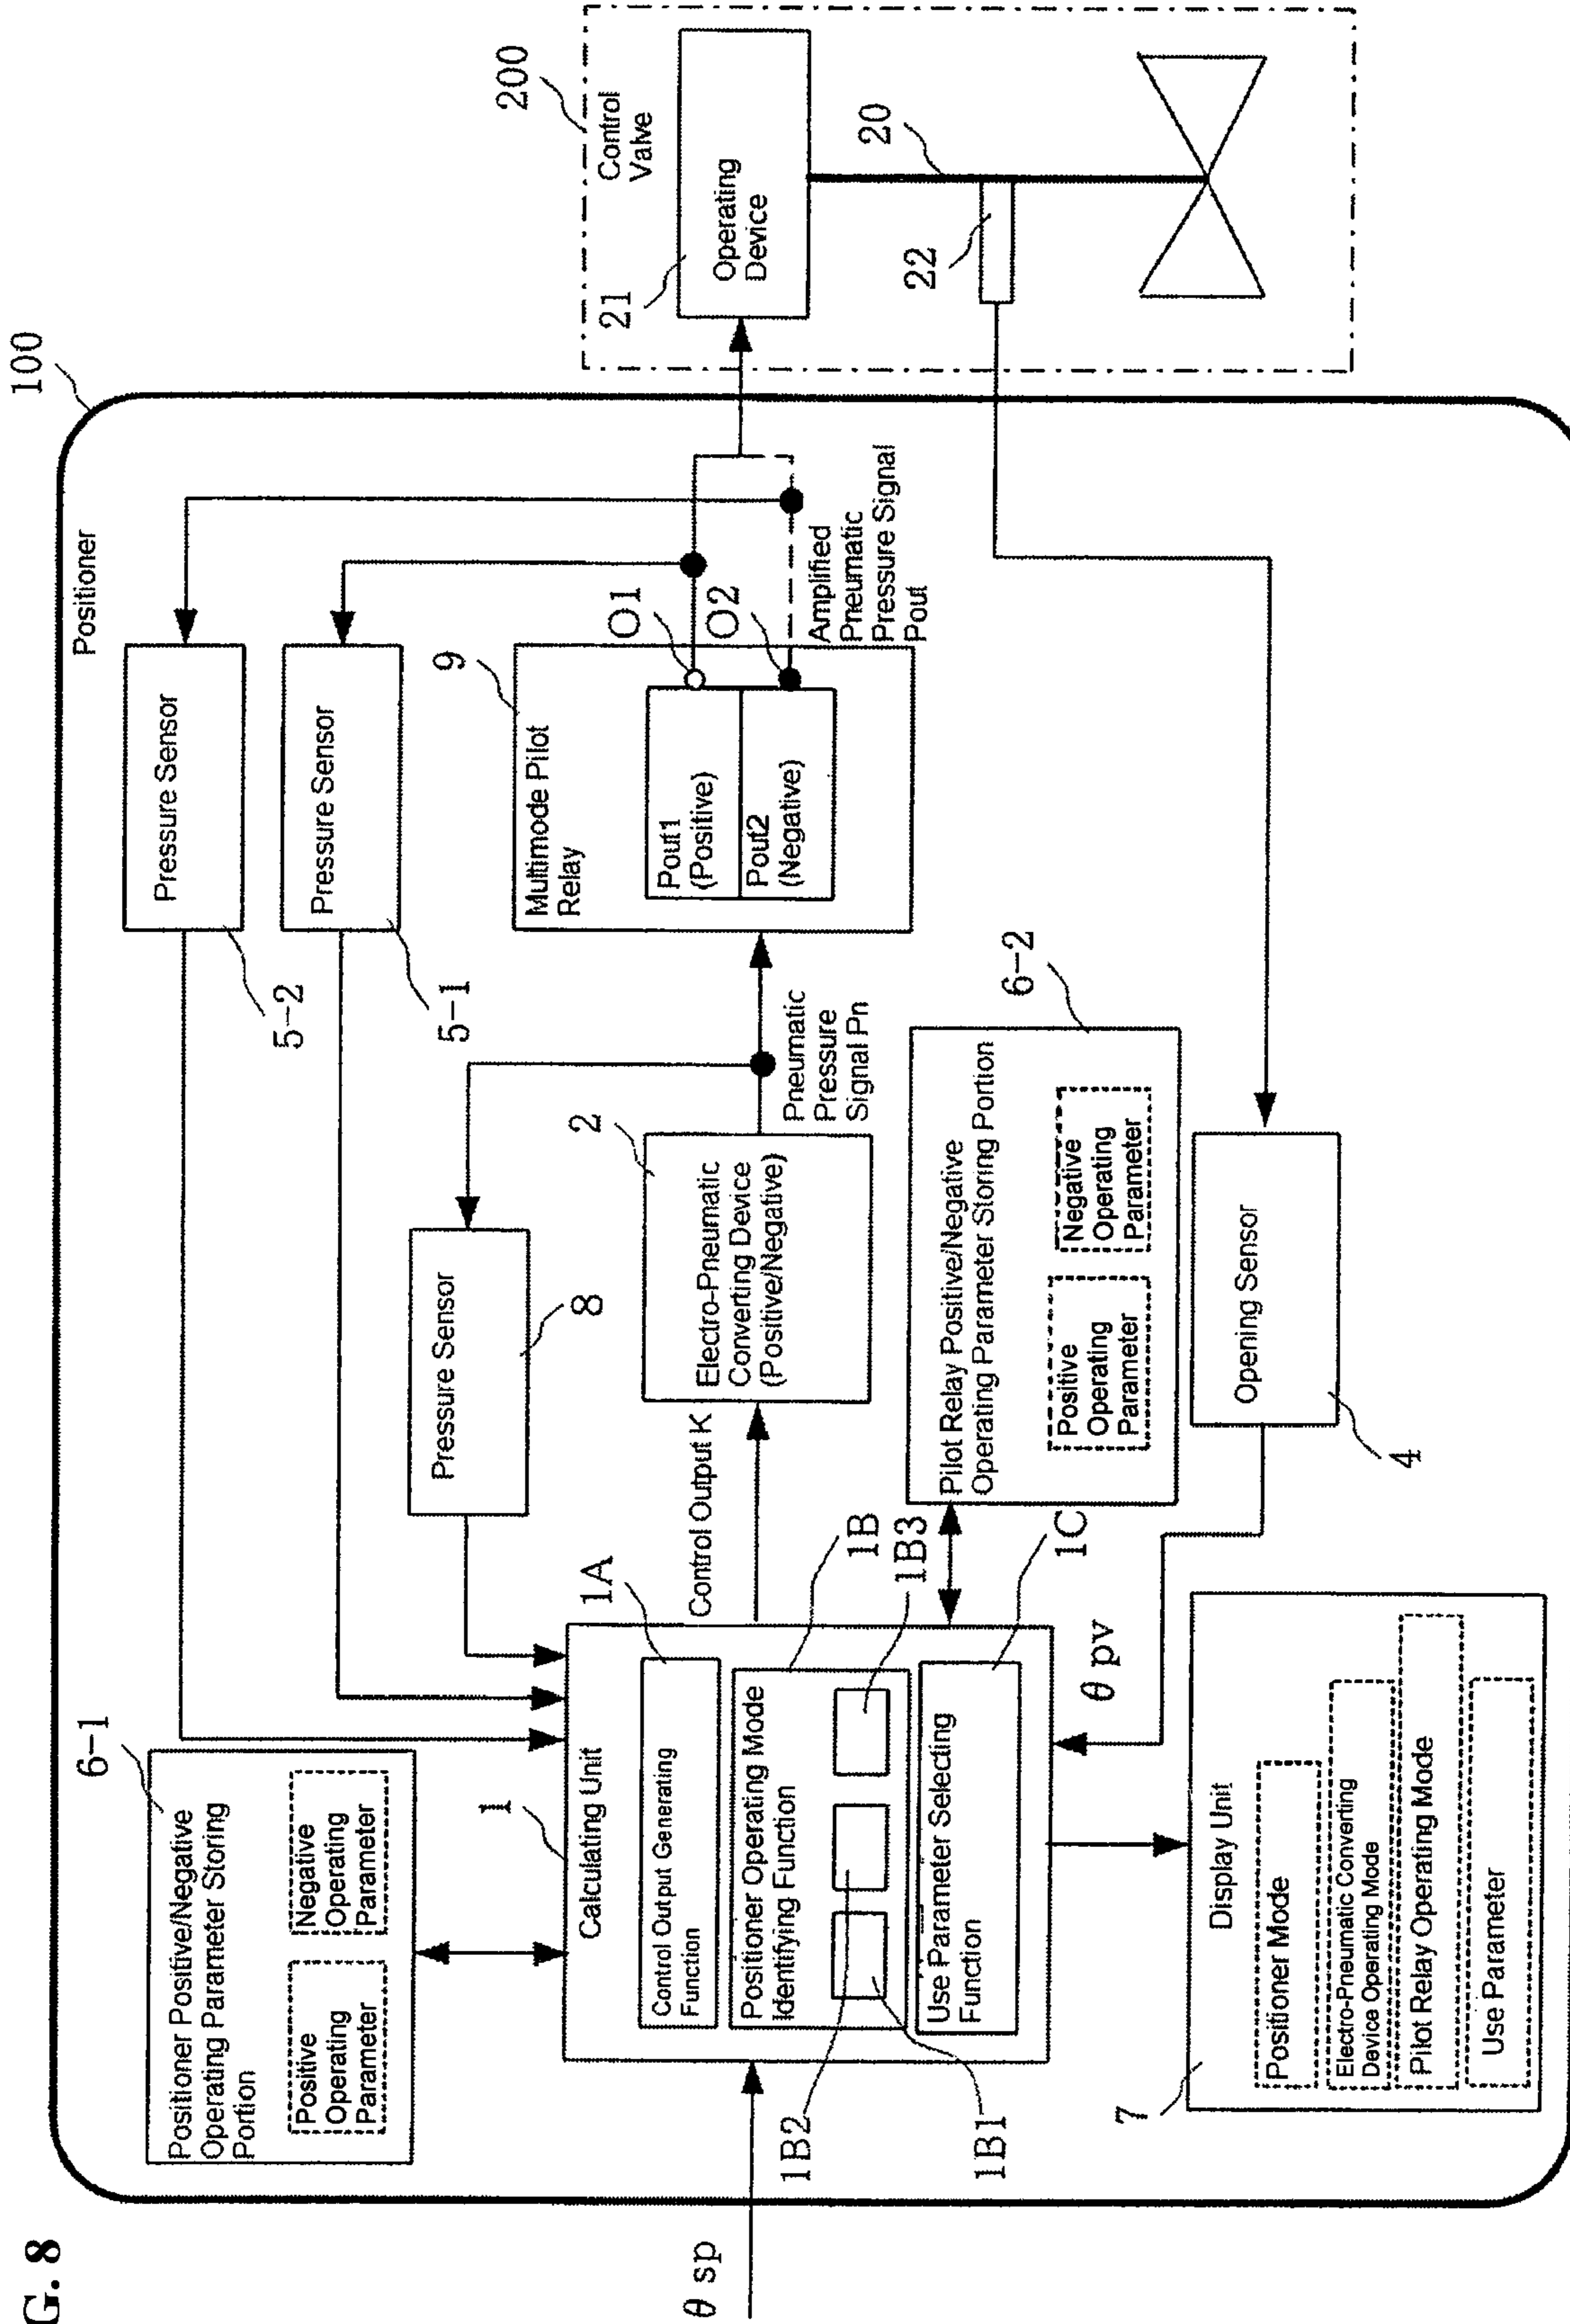 G. 8
100
Positioner
200
Control
Valve
21
Operating
Device
20
22
6-1
Positioner Positive/Negative
Operating Parameter Storing
Portion
Positive
Operating
Parameter
Negative
Operating
Parameter
Pressure Sensor
5-2
Pressure Sensor
5-1
Pressure Sensor
8
θ sp
1
Calculating Unit
1A
Control Output Generating
Function
Positioner Operating Mode
Identifying Function
1B
1B3
1B2
1B1
Use Parameter Selecting
Function
1C
Control Output K
2
Electro-Pneumatic
Converting Device
(Positive/Negative)
Pneumatic
Pressure
Signal Pn
9
Multimode Pilot
Relay
Pout1
(Positive)
Pout2
(Negative)
O1
O2
Amplified
Pneumatic
Pressure Signal
Pout
6-2
Pilot Relay Positive/Negative
Operating Parameter Storing Portion
Positive
Operating
Parameter
Negative
Operating
Parameter
θ pv
Opening Sensor
4
7
Display Unit
Positioner Mode
Electro-Pneumatic Converting
Device Operating Mode
Pilot Relay Operating Mode
Use Parameter